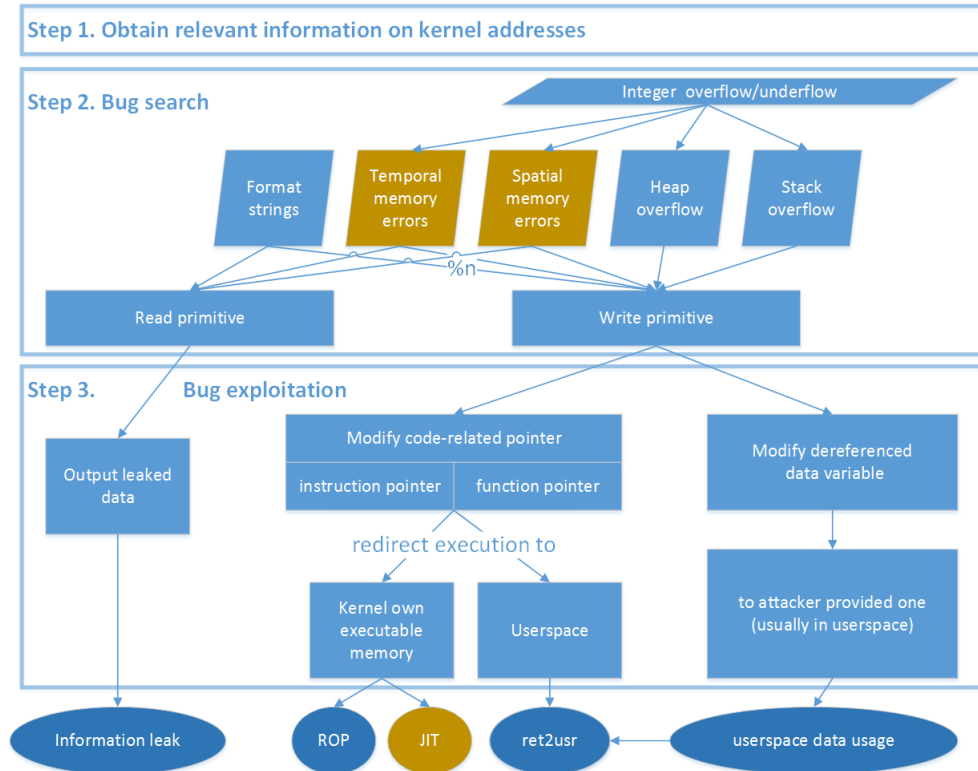 Step 1. Obtain relevant information on kernel addresses
Step 2. Bug search
Integer overflow/underflow
Format
strings
Temporal
memory
errors
Spatial
memory
errors
Heap
overflow
Stack
overflow
%n
Read primitive
Write primitive
Step 3. Bug exploitation
Output leaked
data
Modify code-related pointer
instruction pointer
function pointer
Modify dereferenced
data variable
redirect execution to
Kernel own
executable
memory
Userspace
to attacker provided one
(usually in userspace)
Information leak
ROP
JIT
ret2usr
userspace data usage